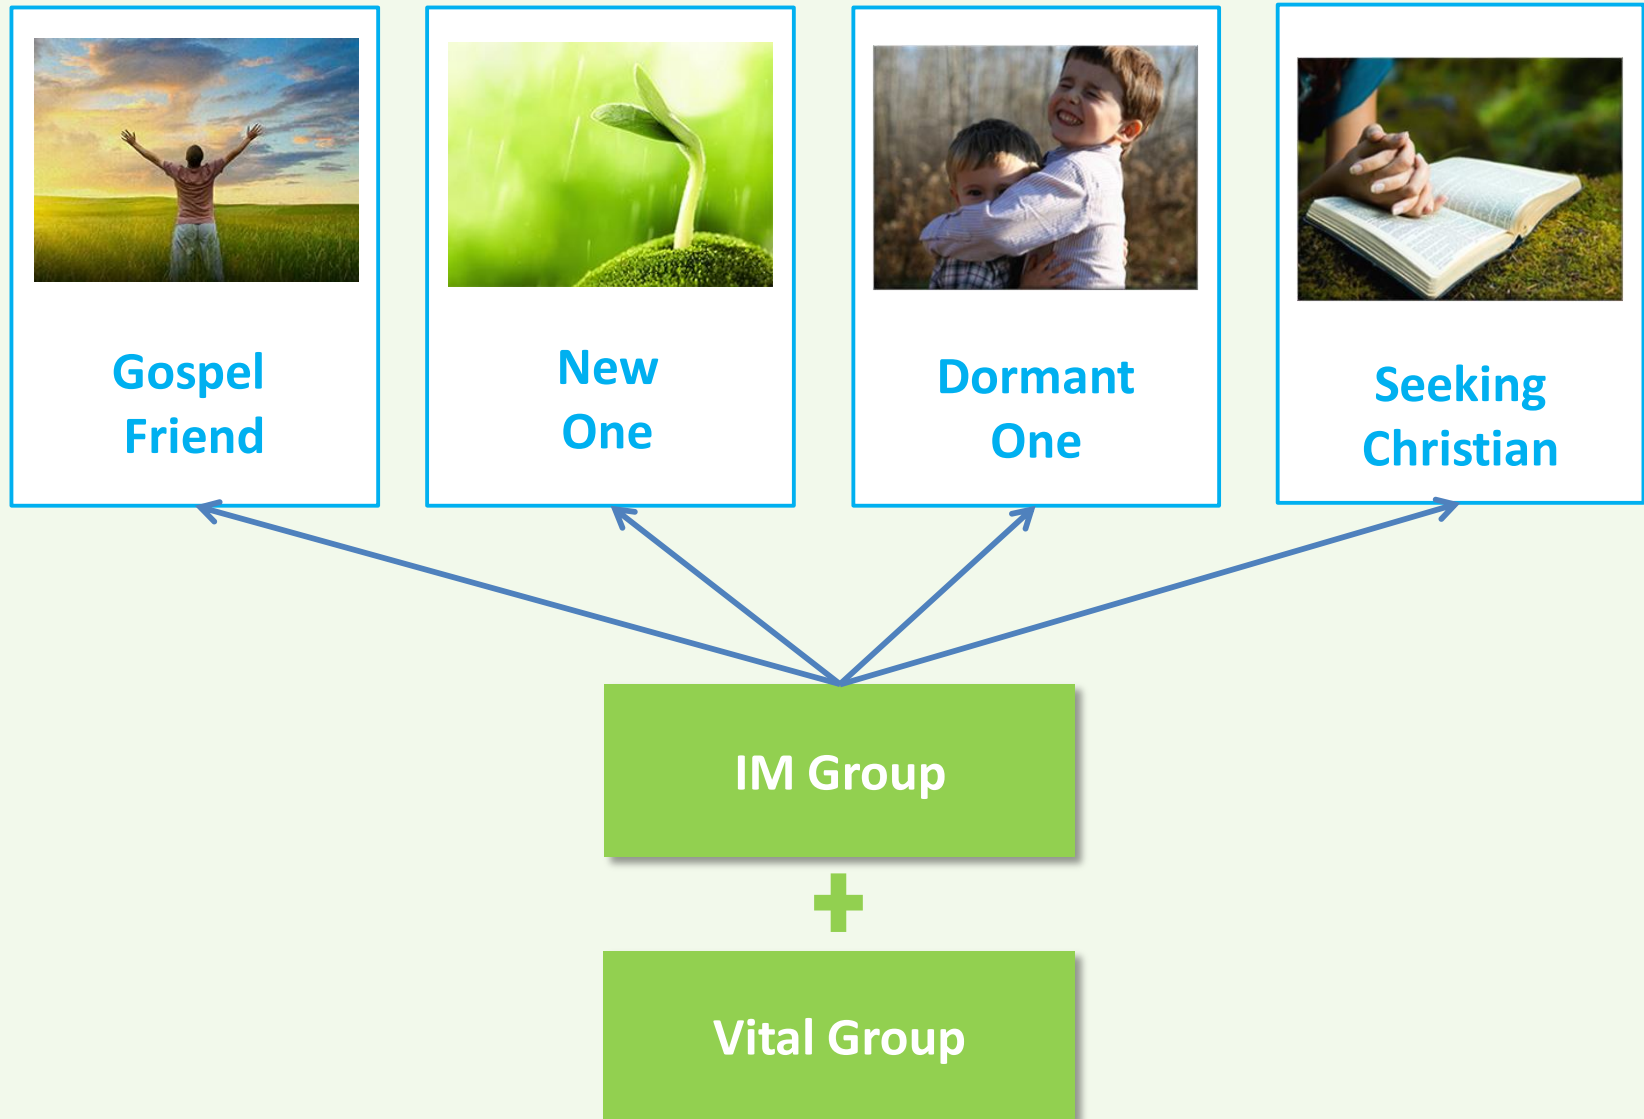 Gospel
Friend
New
One
Dormant
One
Seeking
Christian
IM Group
Vital Group